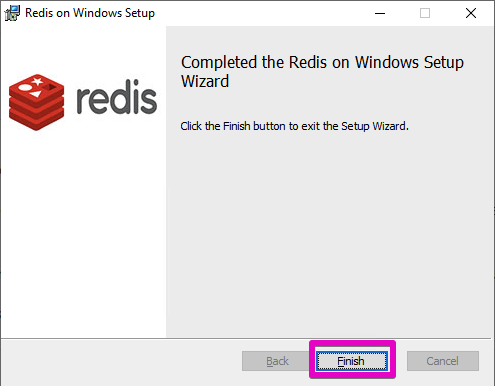 Redis on Windows Setup
redis
Completed the Redis on Windows Setup
Wizard
Click the Finish button to exit the Setup Wizard.
Back
Finish
Cancel